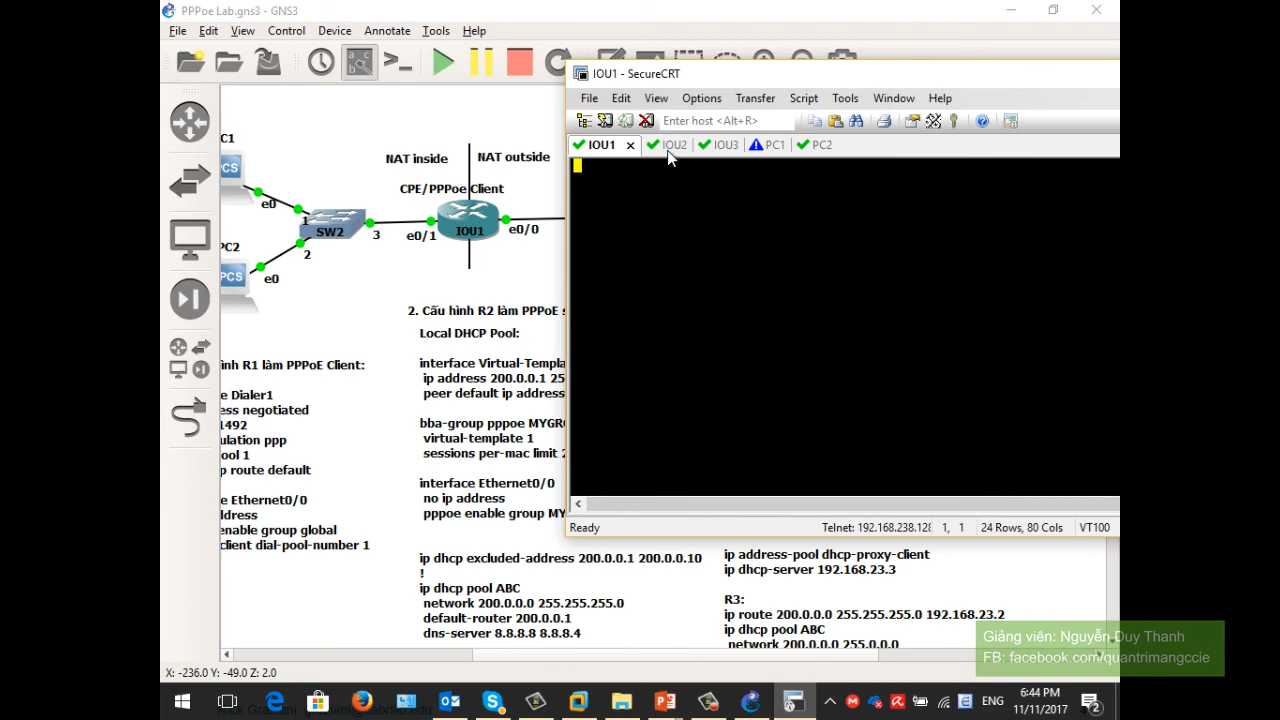 PPPoe Lab.gns3 - GNS3
File Edit View Control Device Annotate Tools Help
IOU1 - SecureCRT
File Edit View Options Transfer Script Tools Window Help
Enter host <Alt+R>
IOU1 IOU2 IOU3 PC1 PC2
C1
PCS
e0
1
SW2
2
3
PC2
PCS
e0
NAT inside
NAT outside
CPE/PPPoe Client
e0/1
IOU1
e0/0
ình R1 làm PPPoE Client:
e Dialer1
ess negotiated
1492
ulation ppp
ool 1
p route default
e Ethernet0/0
ddress
enable group global
client dial-pool-number 1
2. Cấu hình R2 làm PPPoE s
Local DHCP Pool:
interface Virtual-Templa
ip address 200.0.0.1 25
peer default ip address
bba-group pppoe MYGR
virtual-template 1
sessions per-mac limit 2
interface Ethernet0/0
no ip address
pppoe enable group MY
ip dhcp excluded-address 200.0.0.1 200.0.0.10
!
ip dhcp pool ABC
network 200.0.0.0 255.255.255.0
default-router 200.0.0.1
dns-server 8.8.8.8 8.8.8.4
Ready
Telnet: 192.168.238.128 1, 1 24 Rows, 80 Cols VT100
ip address-pool dhcp-proxy-client
ip dhcp-server 192.168.23.3
R3:
ip route 200.0.0.0 255.255.255.0 192.168.23.2
ip dhcp pool ABC
network 200.0.0.0 255.0.0.0
Giảng viên: Nguyễn Duy Thanh
FB: facebook.com/quantrimangccie
X: -236.0 Y: -49.0 Z: 2.0
ENG
6:44 PM
11/11/2017
2